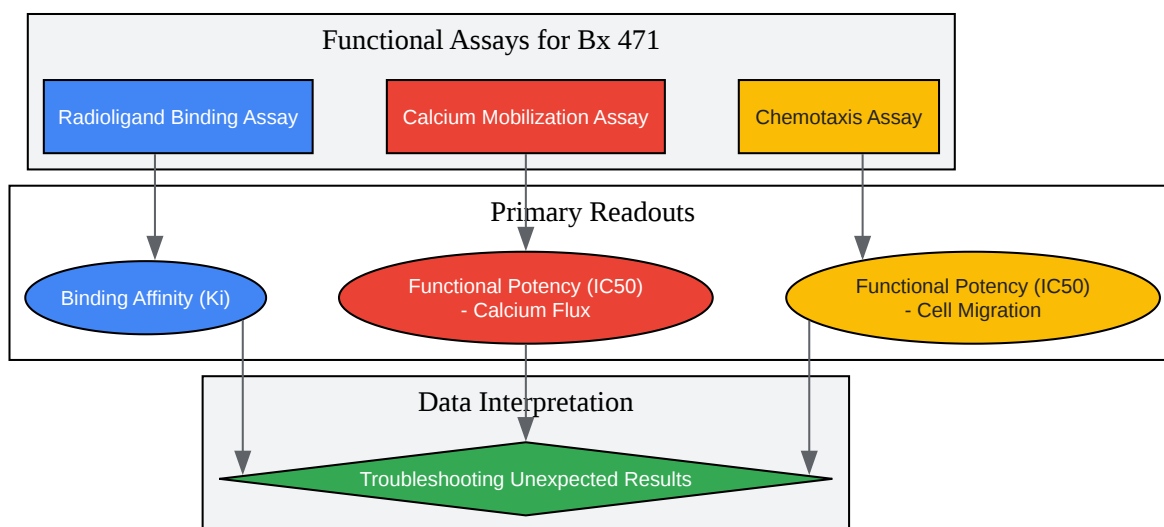 Functional Assays for Bx 471
Radioligand Binding Assay
Calcium Mobilization Assay
Chemotaxis Assay
Primary Readouts
Binding Affinity (Ki)
Functional Potency (IC50)
- Calcium Flux
Functional Potency (IC50)
- Cell Migration
Data Interpretation
Troubleshooting Unexpected Results